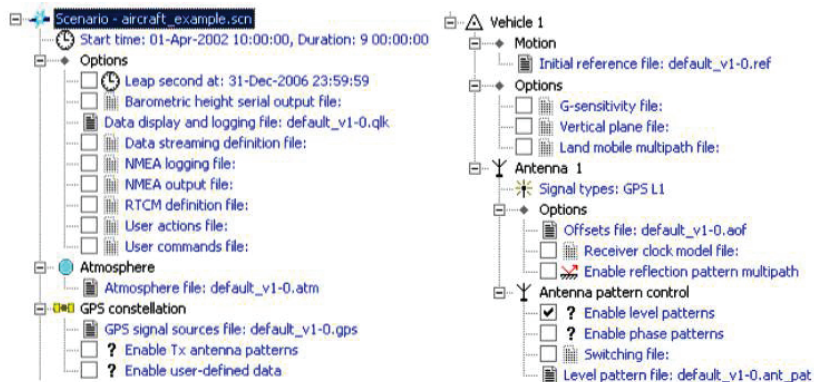 Scenario - aircraft_example.scn
Start time: 01-Apr-2002 10:00:00, Duration: 9 00:00:00
Options
Leap second at: 31-Dec-2006 23:59:59
Barometric height serial output file:
Data display and logging file: default_v1-0.qlk
Data streaming definition file:
NMEA logging file:
NMEA output file:
RTCM definition file:
User actions file:
User commands file:
Atmosphere
Atmosphere file: default_v1-0.atm
GPS constellation
GPS signal sources file: default_v1-0.gps
? Enable Tx antenna patterns
? Enable user-defined data
Vehicle 1
Motion
Initial reference file: default_v1-0.ref
Options
G-sensitivity file:
Vertical plane file:
Land mobile multipath file:
Antenna 1
Signal types: GPS L1
Options
Offsets file: default_v1-0.aof
Receiver clock model file:
Enable reflection pattern multipath
Antenna pattern control
? Enable level patterns
? Enable phase patterns
Switching file:
Level pattern file: default_v1-0.ant_pat